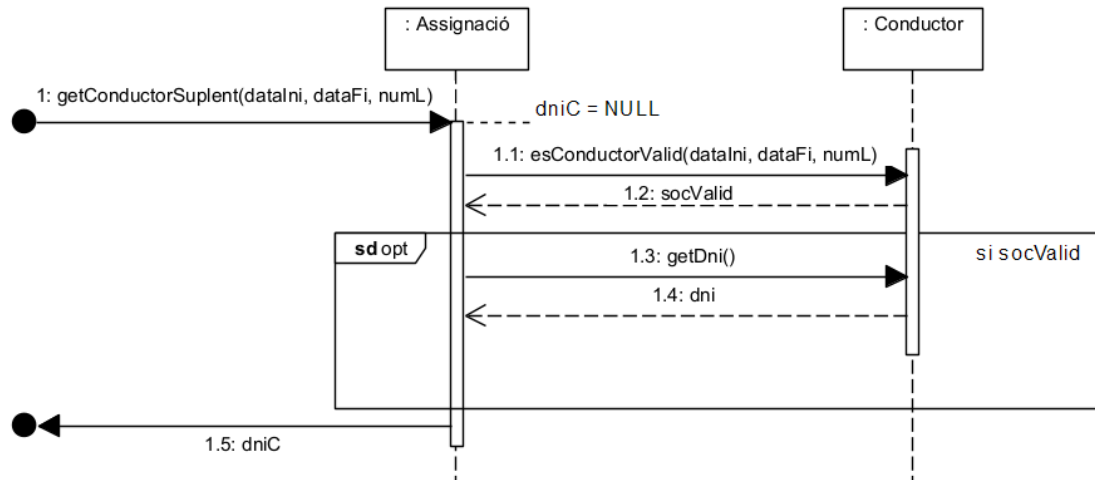 : Assignació
: Conductor
1: getConductorSuplent(dataIni, dataFi, numL)
dniC = NULL
1.1: esConductorValid(dataIni, dataFi, numL)
1.2: socValid
sd opt
si socValid
1.3: getDni()
1.4: dni
1.5: dniC